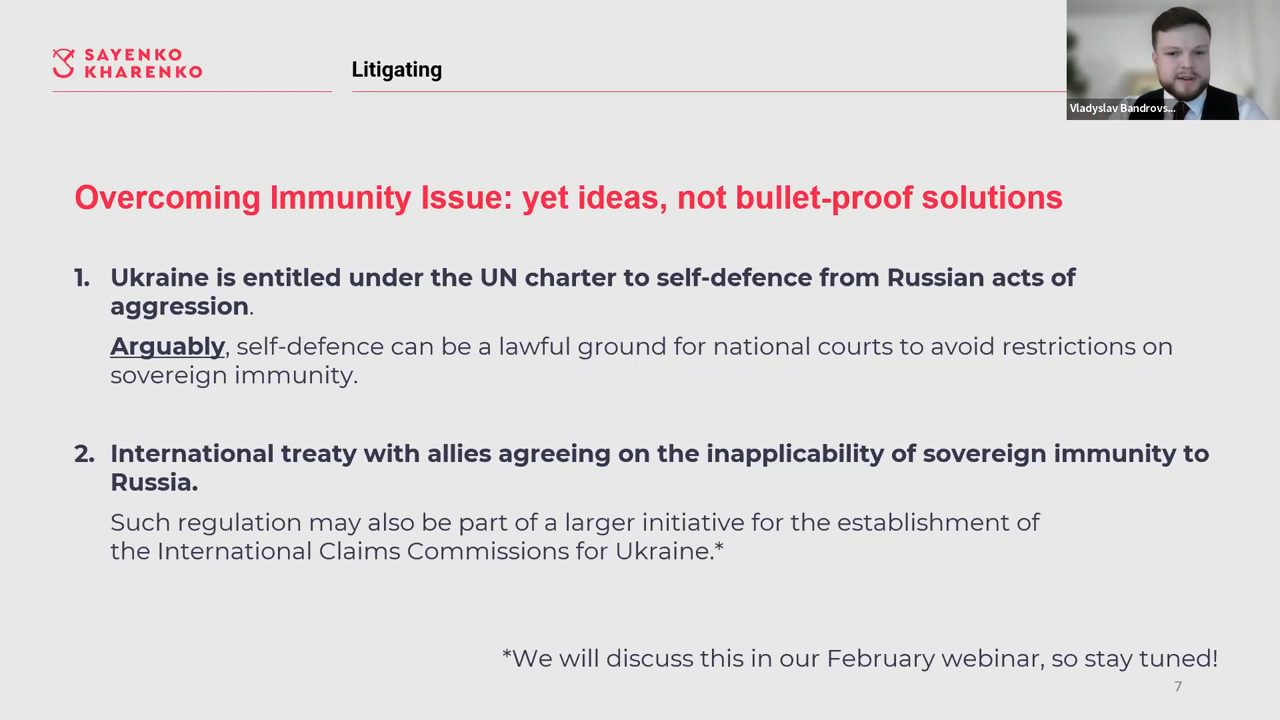 SAYENKO
KHARENKO
Litigating
Vladyslav Bandrovs...
Overcoming Immunity Issue: yet ideas, not bullet-proof solutions
1. Ukraine is entitled under the UN charter to self-defence from Russian acts of
aggression.
Arguably, self-defence can be a lawful ground for national courts to avoid restrictions on
sovereign immunity.
2. International treaty with allies agreeing on the inapplicability of sovereign immunity to
Russia.
Such regulation may also be part of a larger initiative for the establishment of
the International Claims Commissions for Ukraine.*
*We will discuss this in our February webinar, so stay tuned!
7